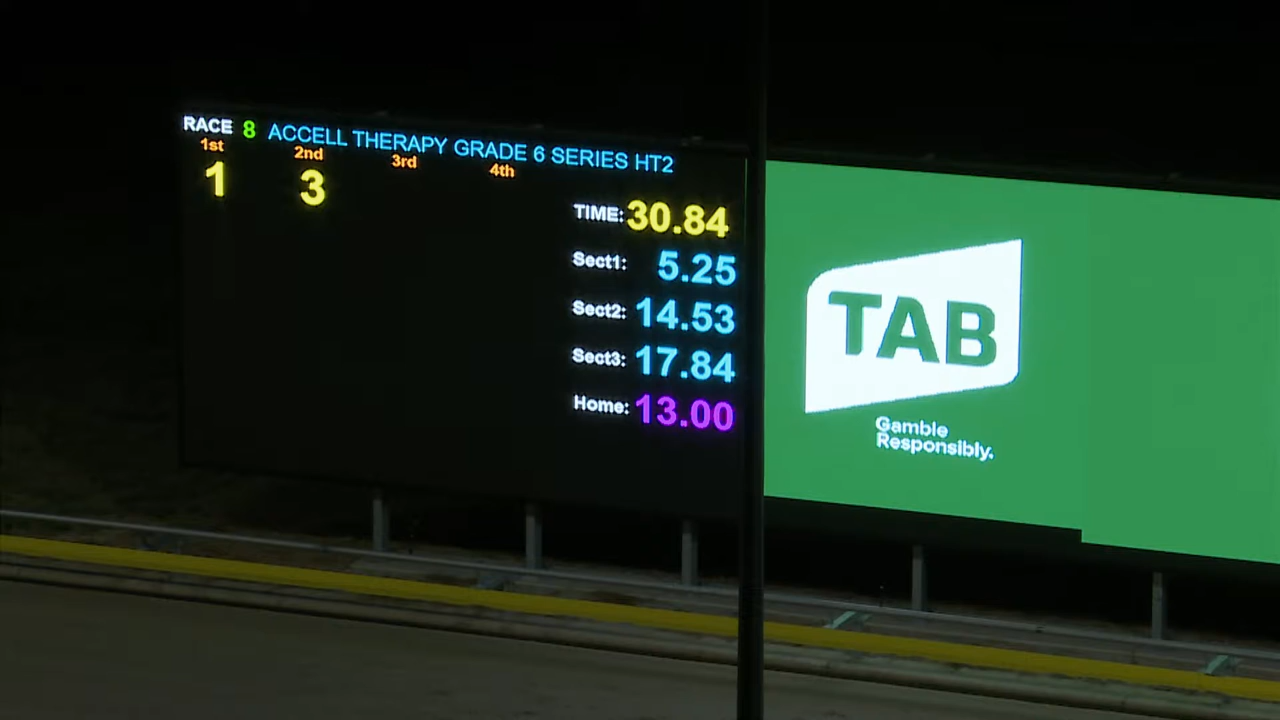 RACE 8 ACCELL THERAPY GRADE 6 SERIES HT2
1st 2nd 3rd 4th
1 3
TIME: 30.84
Sect1: 5.25
Sect2: 14.53
Sect3: 17.84
Home: 13.00
TAB
Gamble
Responsibly.